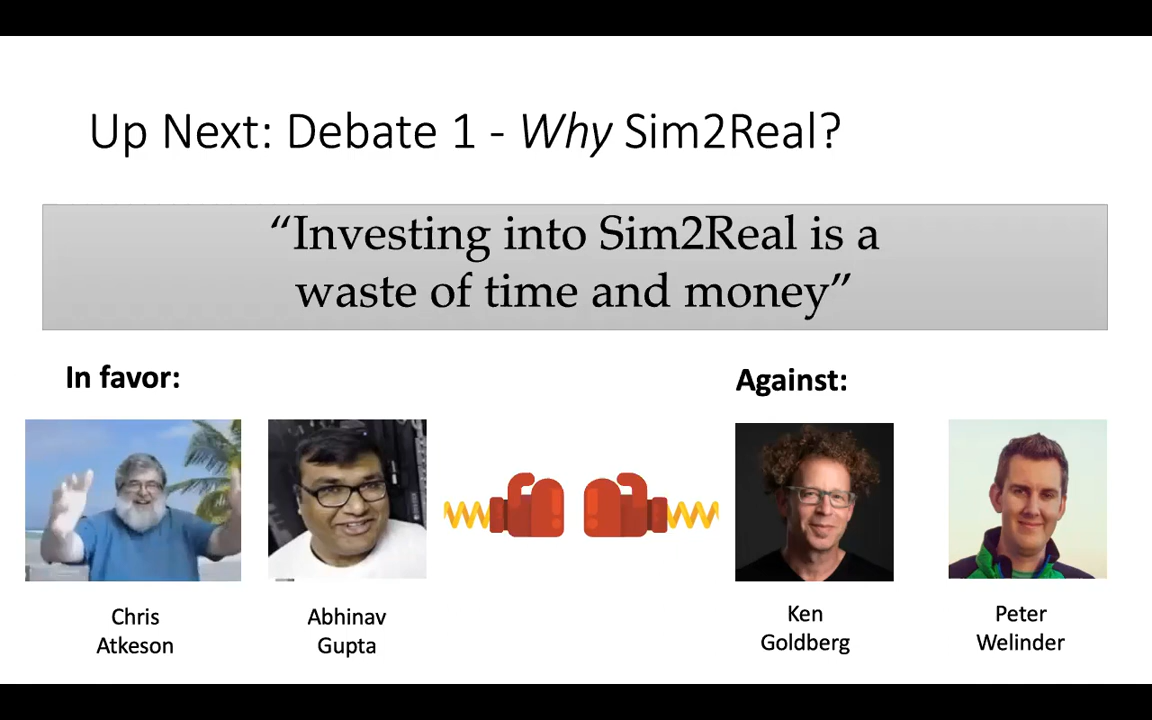 Up Next: Debate 1 - Why Sim2Real?
“Investing into Sim2Real is a
waste of time and money”
In favor:
Against:
Chris
Atkeson
Abhinav
Gupta
Ken
Goldberg
Peter
Welinder